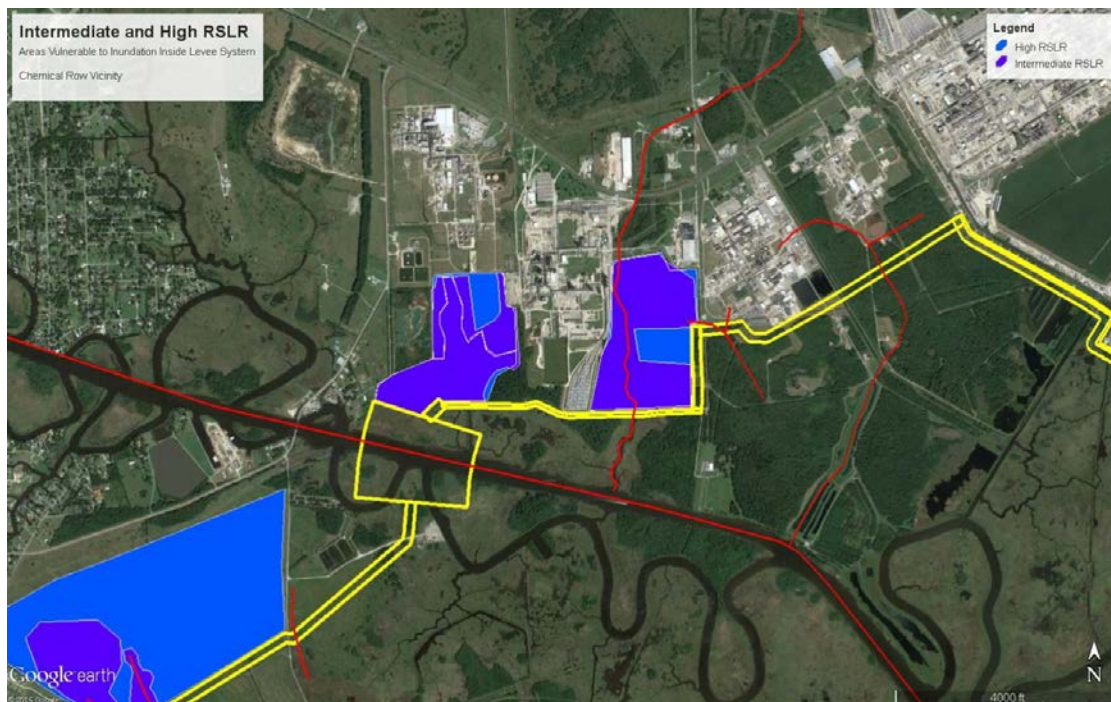 Intermediate and High RSLR
Areas Vulnerable to Inundation Inside Levee System
Chemical Row Vicinity
Legend
High RSLR
Intermediate RSLR
Google earth
N
4000 ft